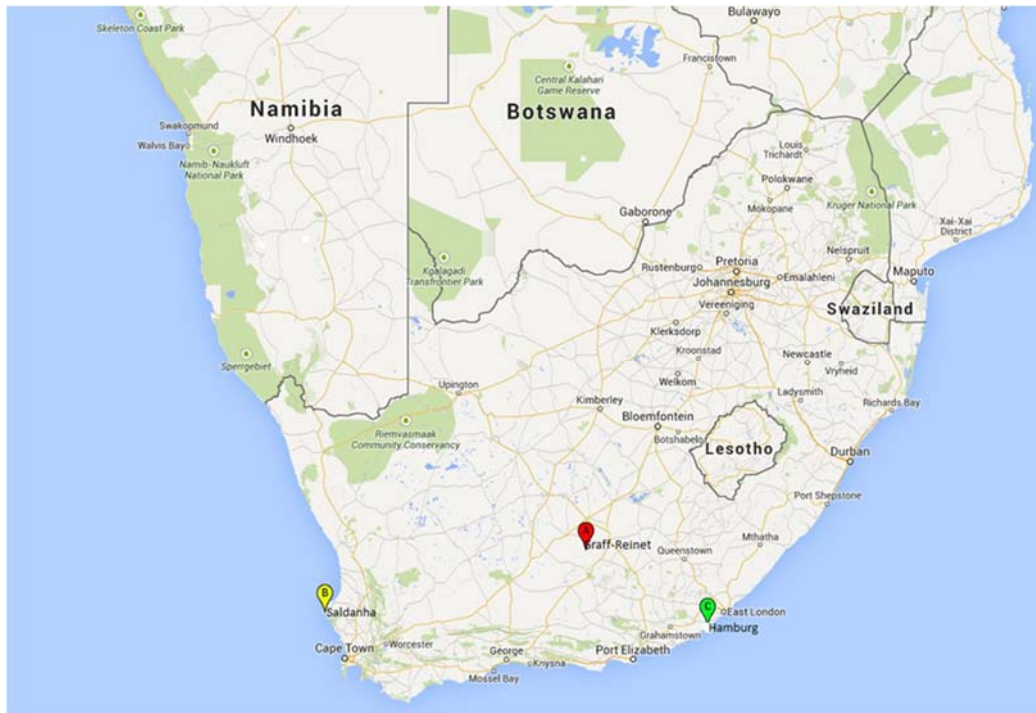 Skeleton Coast Park
Bulawayo
Francistown
Central Kalahari
Game Reserve
Namibia
Windhoek
Botswana
Swakopmund
Walvis Bay
Namib-Naukluft
National Park
Louis
Trichardt
Polokwane
Mokopane
Kruger National Park
Gaborone
Xai-Xai
District
Kgalagadi
Transfrontier Park
Rustenburg
Pretoria
Nelspruit
Johannesburg
Emalahleni
Maputo
Vereeniging
Swaziland
Klerksdorp
Sperrgebiet
Kroonstad
Newcastle
Vryheid
Welkom
Upington
Ladysmith
Kimberley
Richards Bay
Bloemfontein
Riemvasmaak
Community Conservancy
Botshabelo
Lesotho
Durban
Port Shepstone
A
Graff-Reinet
Queenstown
Mthatha
B
Saldanha
C
East London
Hamburg
Grahamstown
Cape Town
Worcester
George
Knysna
Port Elizabeth
Mossel Bay